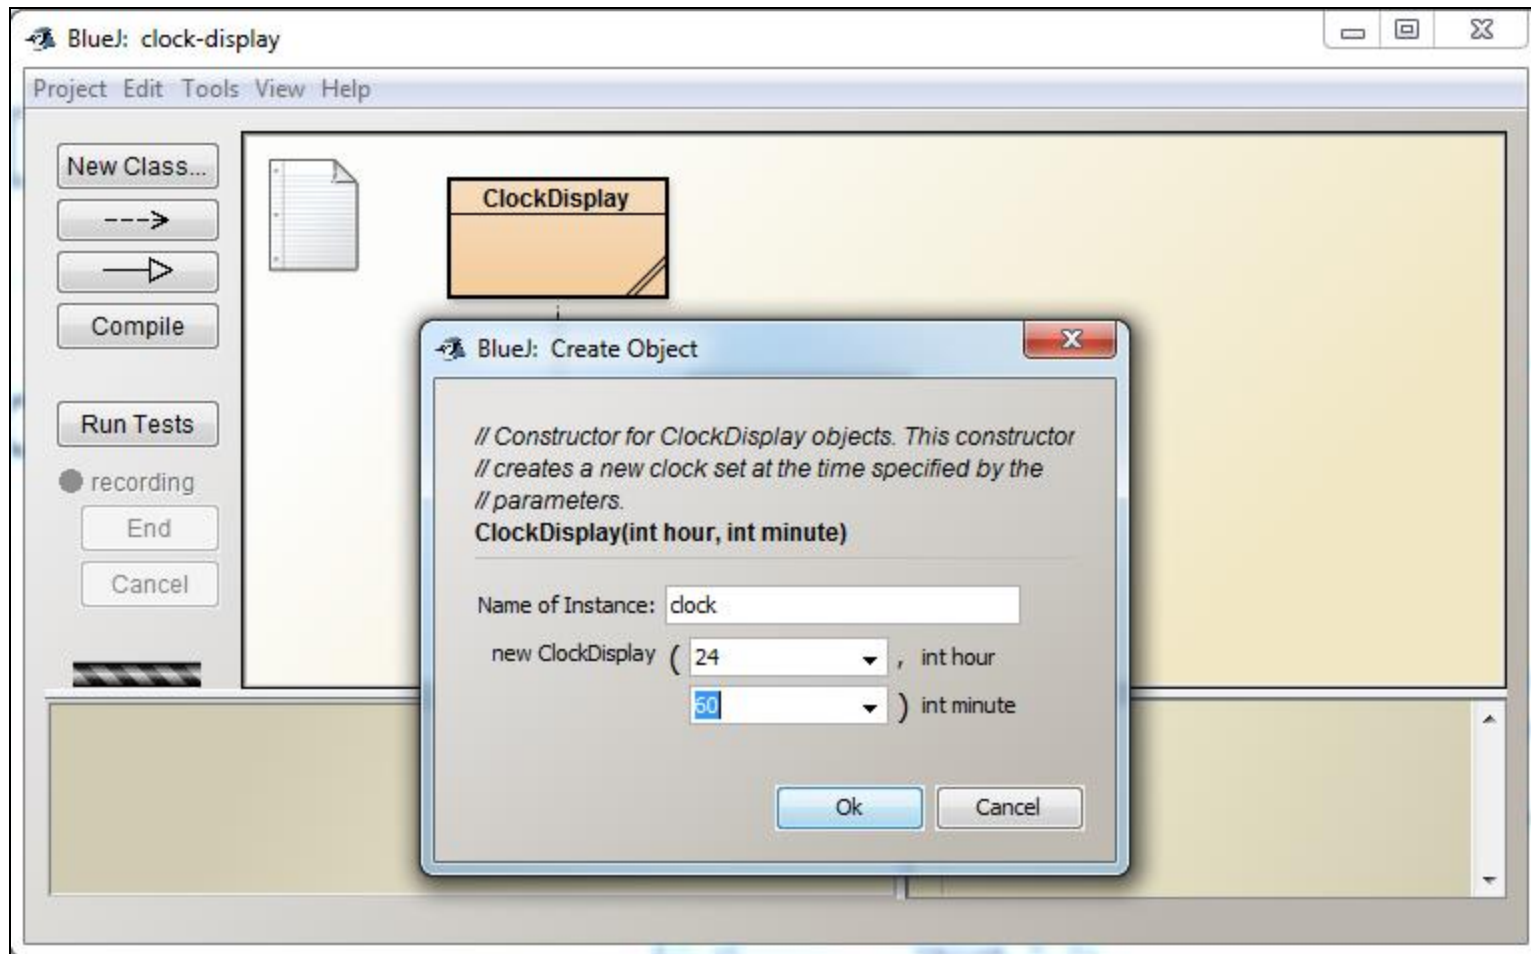 BlueJ: clock-display
Project Edit Tools View Help
New Class...
Compile
Run Tests
recording
End
Cancel
ClockDisplay
BlueJ: Create Object
// Constructor for ClockDisplay objects. This constructor
// creates a new clock set at the time specified by the
// parameters.
ClockDisplay(int hour, int minute)
Name of Instance: clock
new ClockDisplay ( 24 , int hour
60 ) int minute
Ok Cancel